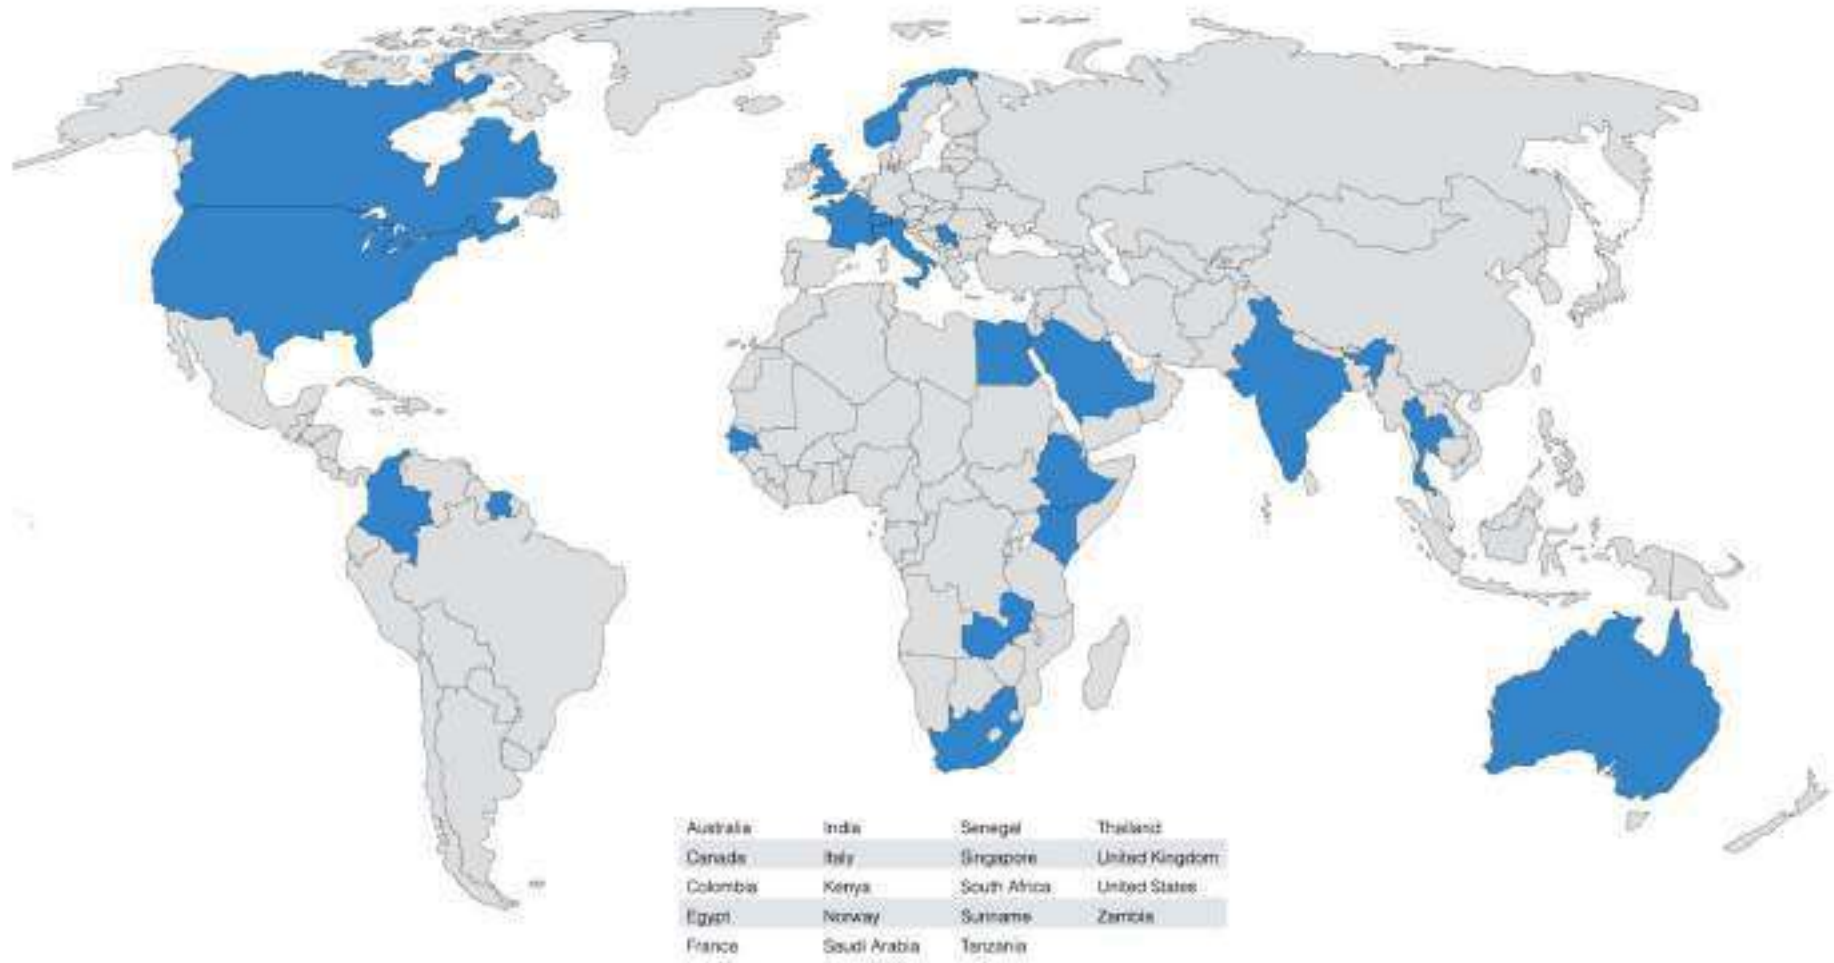 Australia India Senegal Thailand
Canada Italy Singapore United Kingdom
Colombia Kenya South Africa United States
Egypt Norway Suriname Zambia
France Saudi Arabia Tanzania